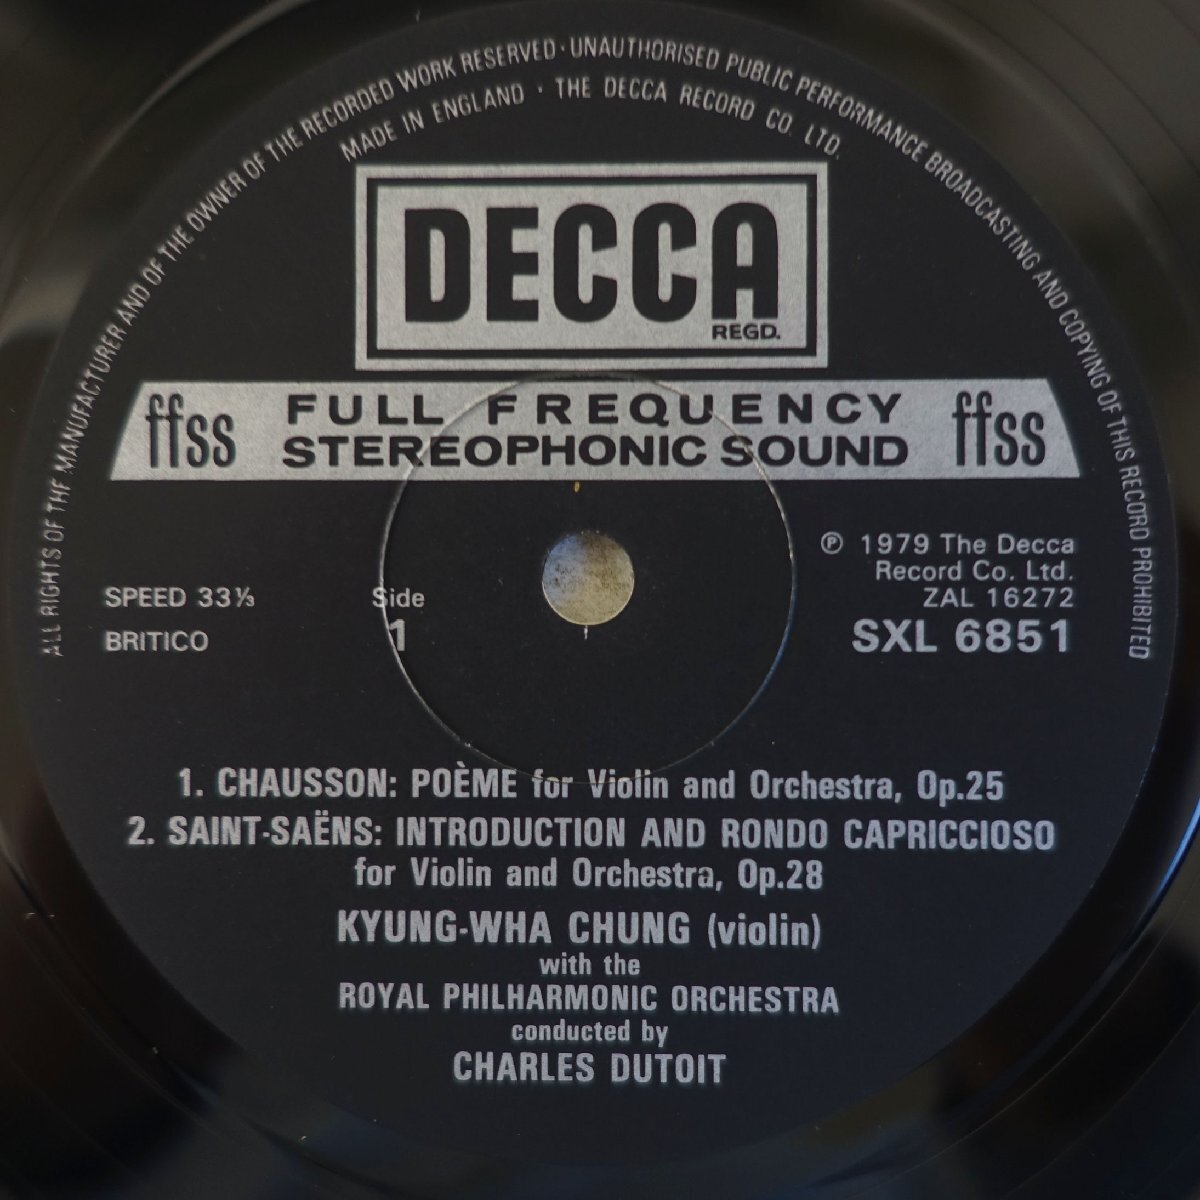 ALL RIGHTS OF THE MANUFACTURER AND OF THE OWNER OF THE RECORDED WORK RESERVED · UNAUTHORISED PUBLIC PERFORMANCE BROADCASTING AND COPYING OF THIS RECORD PROHIBITED
MADE IN ENGLAND · THE DECCA RECORD CO. LTD.
DECCA
REGD.
ffss FULL FREQUENCY ffss
STEREOPHONIC SOUND
℗ 1979 The Decca
Record Co. Ltd.
SPEED 33⅓ Side ZAL 16272
BRITICO 1 SXL 6851
1. CHAUSSON: POÈME for Violin and Orchestra, Op.25
2. SAINT-SAËNS: INTRODUCTION AND RONDO CAPRICCIOSO
for Violin and Orchestra, Op.28
KYUNG-WHA CHUNG (violin)
with the
ROYAL PHILHARMONIC ORCHESTRA
conducted by
CHARLES DUTOIT